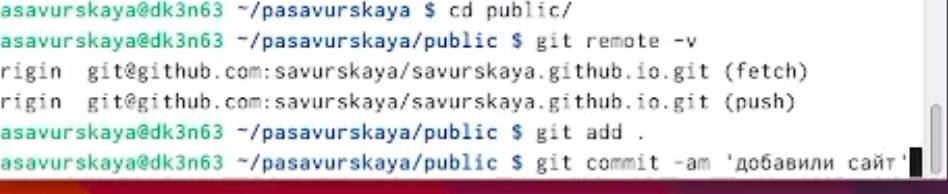 asavurskaya@dk3n63 ~/pasavurskaya $ cd public/
asavurskaya@dk3n63 ~/pasavurskaya/public $ git remote -v
rigin  git@github.com:savurskaya/savurskaya.github.io.git (fetch)
rigin  git@github.com:savurskaya/savurskaya.github.io.git (push)
asavurskaya@dk3n63 ~/pasavurskaya/public $ git add .
asavurskaya@dk3n63 ~/pasavurskaya/public $ git commit -am 'добавили сайт'